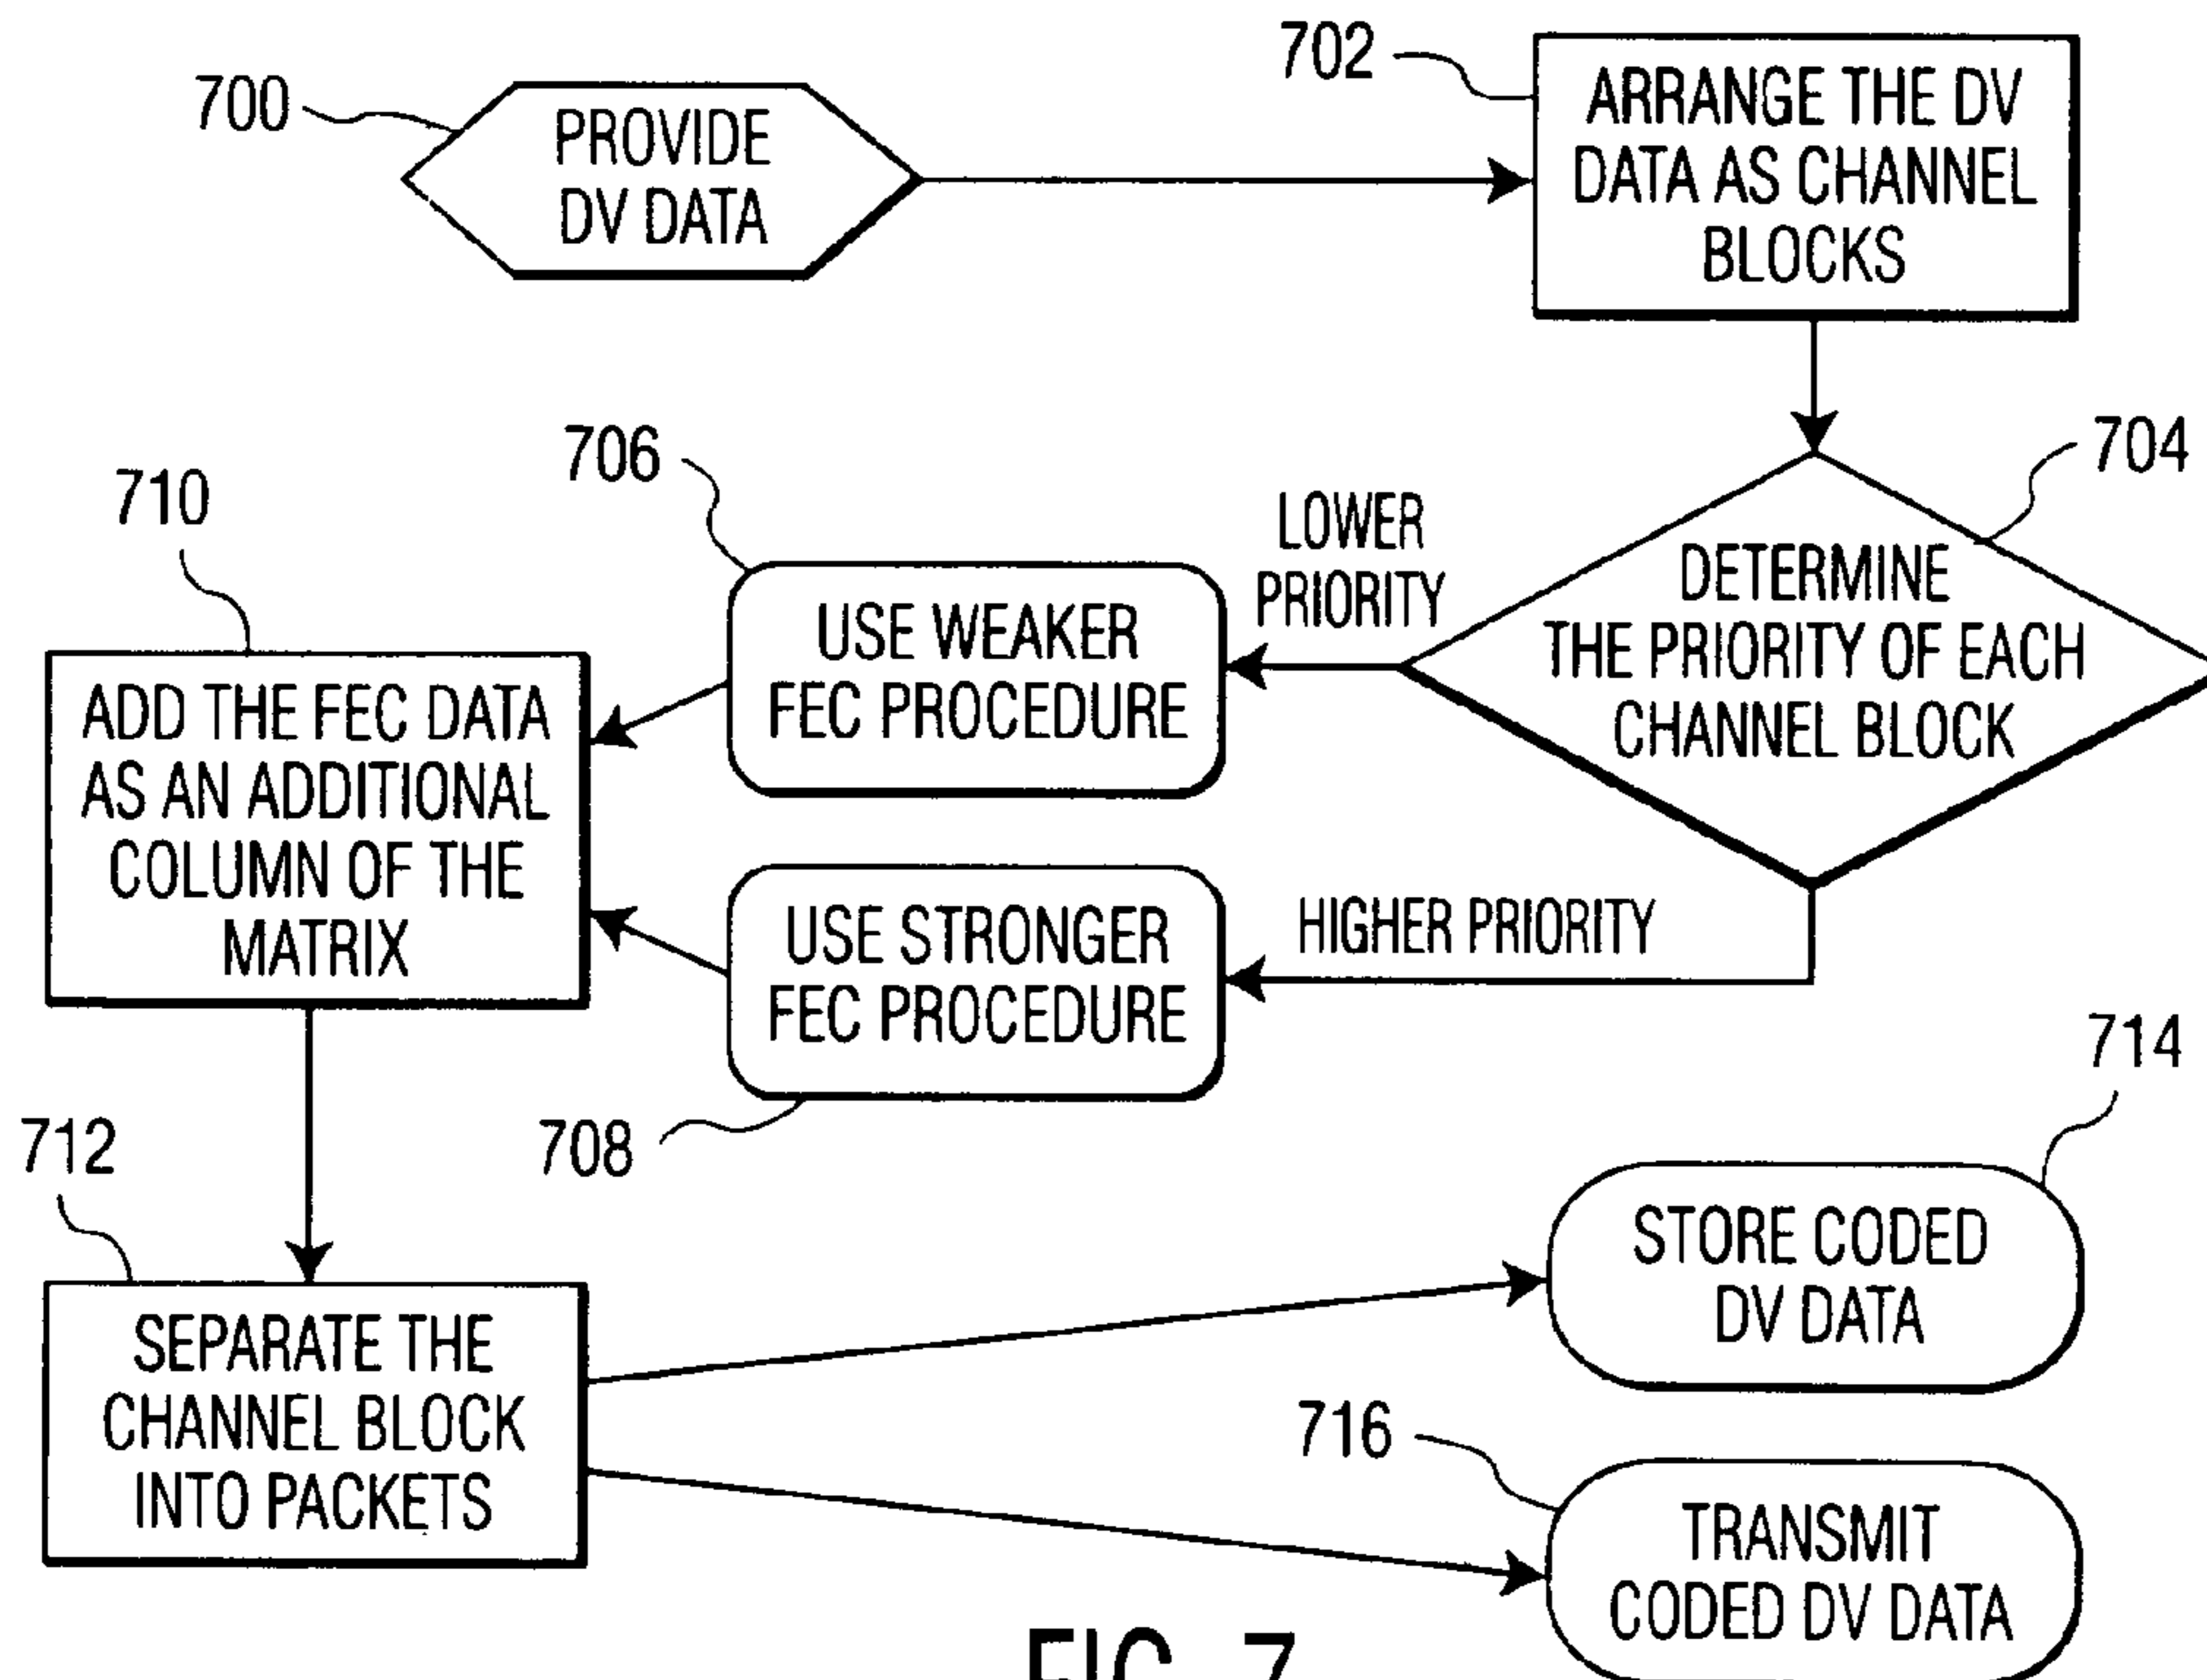 700
PROVIDE
DV DATA
702
ARRANGE THE DV
DATA AS CHANNEL
BLOCKS
704
DETERMINE
THE PRIORITY OF EACH
CHANNEL BLOCK
LOWER
PRIORITY
706
USE WEAKER
FEC PROCEDURE
HIGHER PRIORITY
708
USE STRONGER
FEC PROCEDURE
710
ADD THE FEC DATA
AS AN ADDITIONAL
COLUMN OF THE
MATRIX
712
SEPARATE THE
CHANNEL BLOCK
INTO PACKETS
714
STORE CODED
DV DATA
716
TRANSMIT
CODED DV DATA
FIG. 7